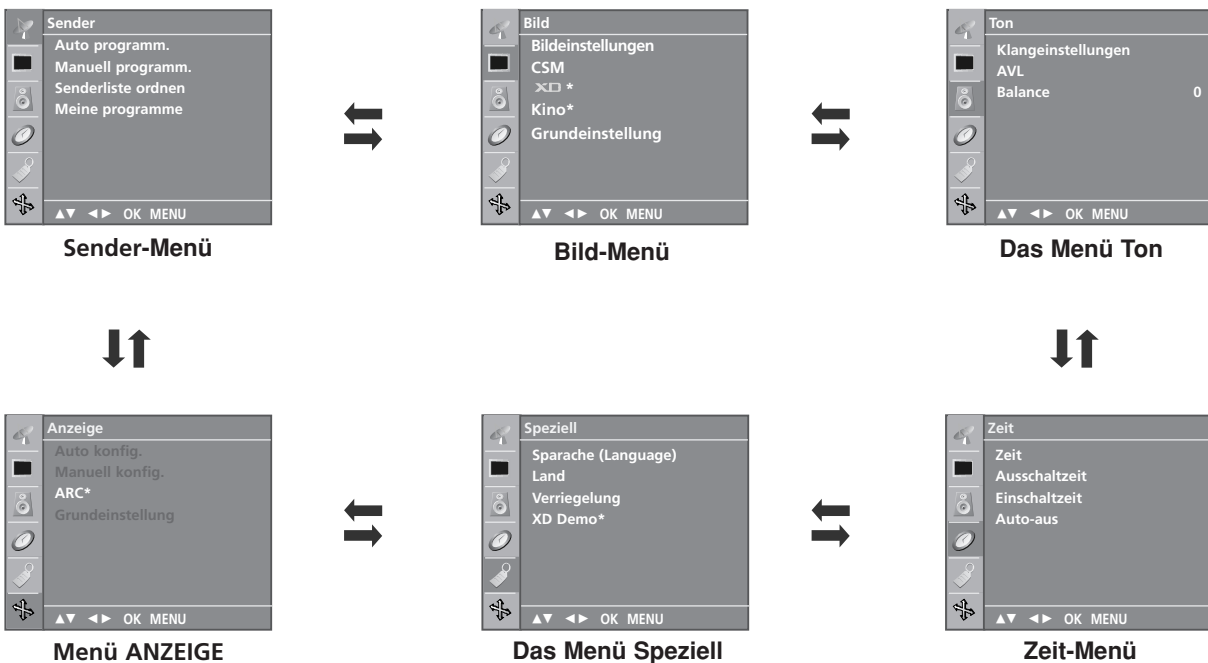 Sender
Auto programm.
Manuell programm.
Senderliste ordnen
Meine programme
▲▼ ◄► OK MENU
Sender-Menü
Bild
Bildeinstellungen
CSM
XD *
Kino*
Grundeinstellung
▲▼ ◄► OK MENU
Bild-Menü
Ton
Klangeinstellungen
AVL
Balance 0
▲▼ ◄► OK MENU
Das Menü Ton
Anzeige
Auto konfig.
Manuell konfig.
ARC*
Grundeinstellung
▲▼ ◄► OK MENU
Menü ANZEIGE
Speziell
Sparache (Language)
Land
Verriegelung
XD Demo*
▲▼ ◄► OK MENU
Das Menü Speziell
Zeit
Zeit
Ausschaltzeit
Einschaltzeit
Auto-aus
▲▼ ◄► OK MENU
Zeit-Menü